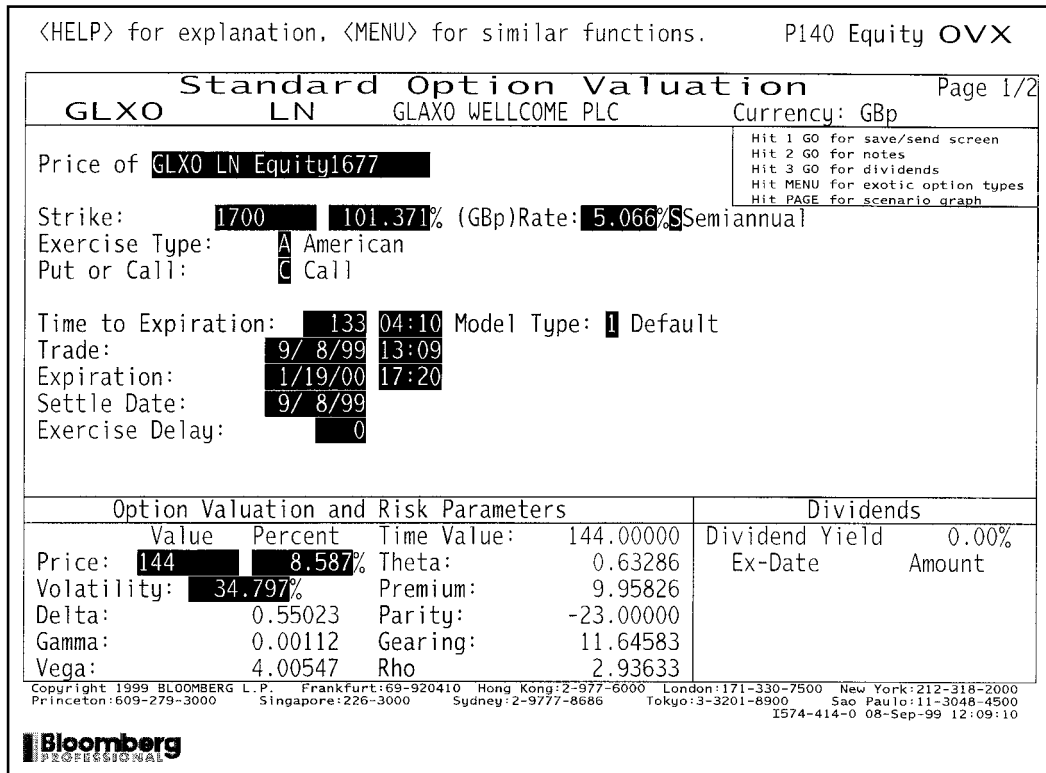 <HELP> for explanation, <MENU> for similar functions. P140 Equity OVX
Standard Option Valuation Page 1/2
GLXO LN GLAXO WELLCOME PLC Currency: GBp
Hit 1 GO for save/send screen
Hit 2 GO for notes
Hit 3 GO for dividends
Hit MENU for exotic option types
Hit PAGE for scenario graph
Price of GLXO LN Equity1677
Strike: 1700 101.371% (GBp)Rate: 5.066%SSemiannual
Exercise Type: A American
Put or Call: C Call
Time to Expiration: 133 04:10 Model Type: 1 Default
Trade: 9/ 8/99 13:09
Expiration: 1/19/00 17:20
Settle Date: 9/ 8/99
Exercise Delay: 0
Option Valuation and Risk Parameters Dividends
Value Percent Time Value: 144.00000 Dividend Yield 0.00%
Price: 144 8.587% Theta: 0.63286 Ex-Date Amount
Volatility: 34.797% Premium: 9.95826
Delta: 0.55023 Parity: -23.00000
Gamma: 0.00112 Gearing: 11.64583
Vega: 4.00547 Rho 2.93633
Copyright 1999 BLOOMBERG L.P. Frankfurt:69-920410 Hong Kong:2-977-6000 London:171-330-7500 New York:212-318-2000
Princeton:609-279-3000 Singapore:226-3000 Sydney:2-9777-8686 Tokyo:3-3201-8900 Sao Paulo:11-3048-4500
I574-414-0 08-Sep-99 12:09:10
Bloomberg
PROFESSIONAL